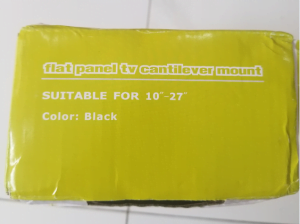 flat panel tv cantilever mount
SUITABLE FOR 10"-27"
Color: Black